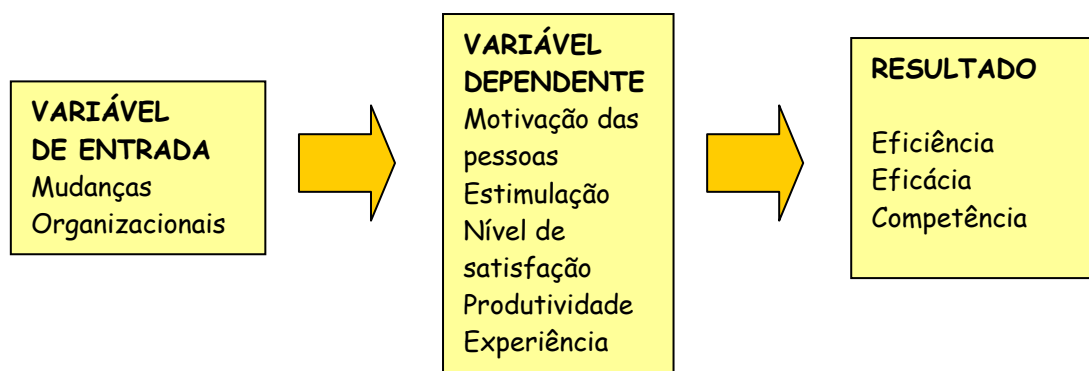 VARIÁVEL
DE ENTRADA
Mudanças
Organizacionais
VARIÁVEL
DEPENDENTE
Motivação das
pessoas
Estimulação
Nível de
satisfação
Produtividade
Experiência
RESULTADO
Eficiência
Eficácia
Competência